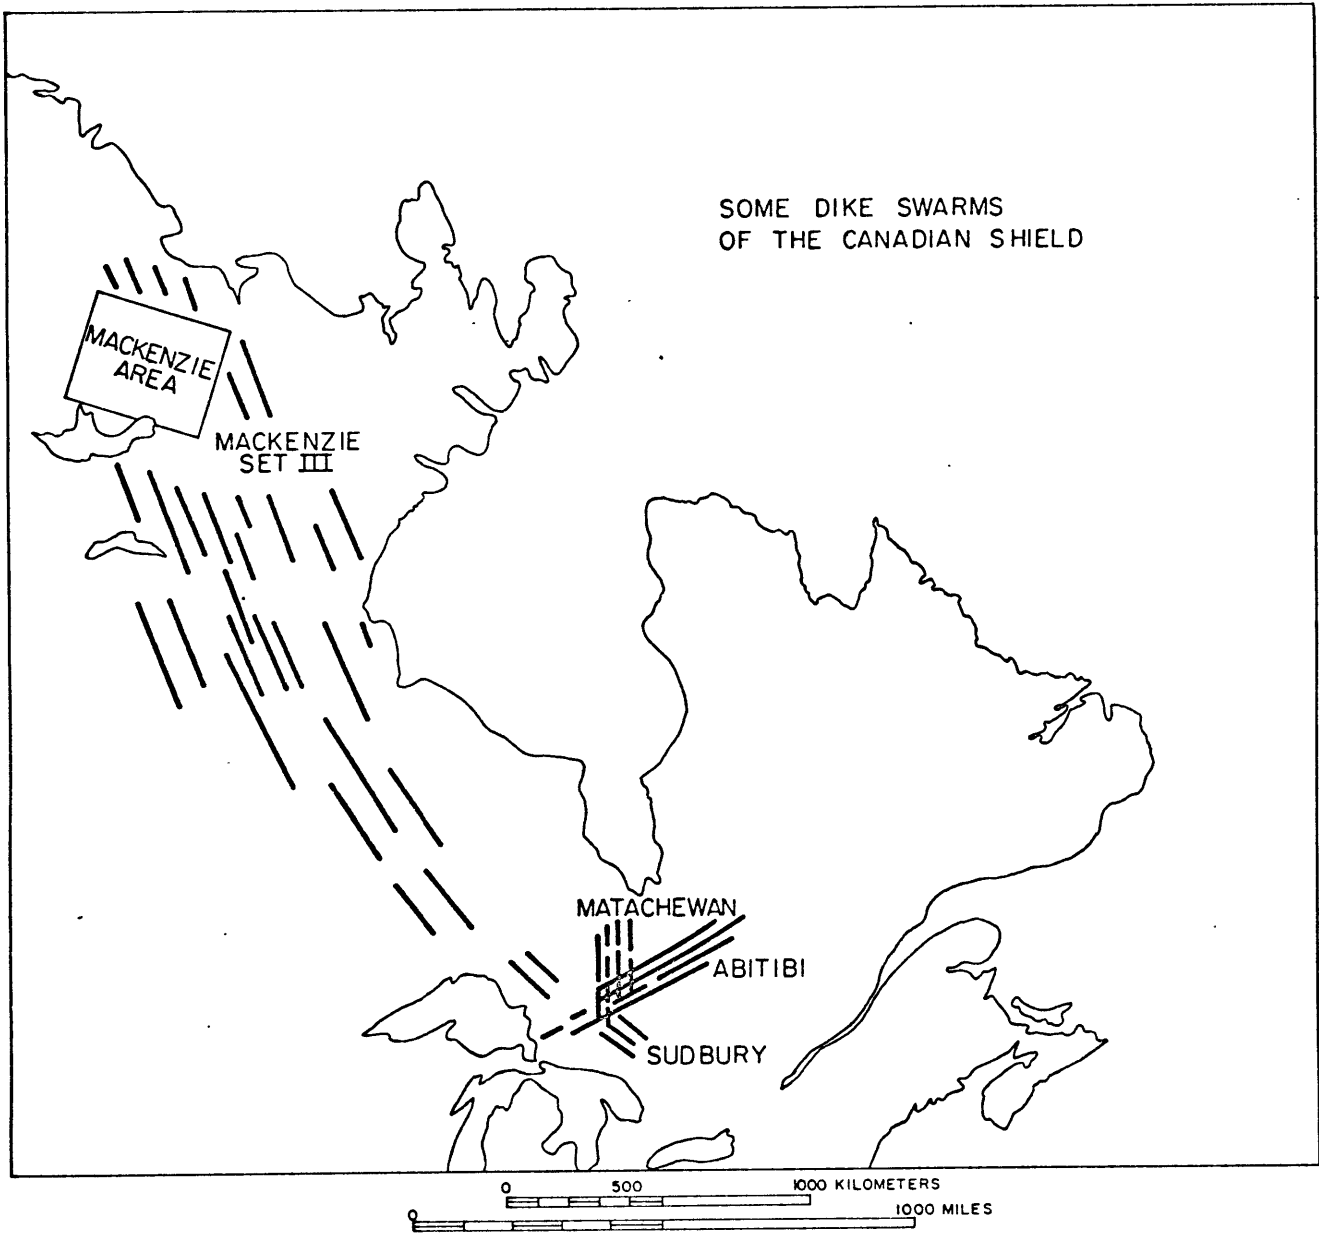 SOME DIKE SWARMS
OF THE CANADIAN SHIELD
MACKENZIE
AREA
MACKENZIE
SET III
MATACHEWAN
ABITIBI
SUDBURY
0 500 1000 KILOMETERS
0 1000 MILES